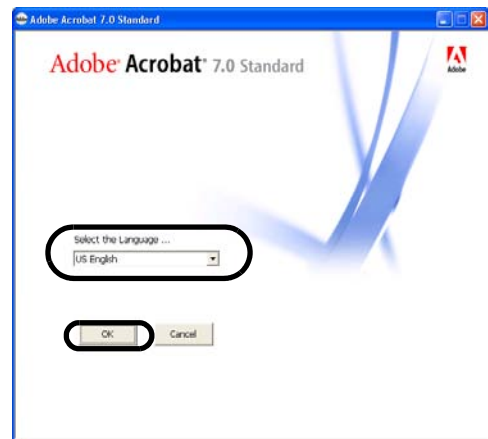 Adobe Acrobat 7.0 Standard
Adobe® Acrobat® 7.0 Standard
Adobe
Select the Language ...
US English
OK
Cancel